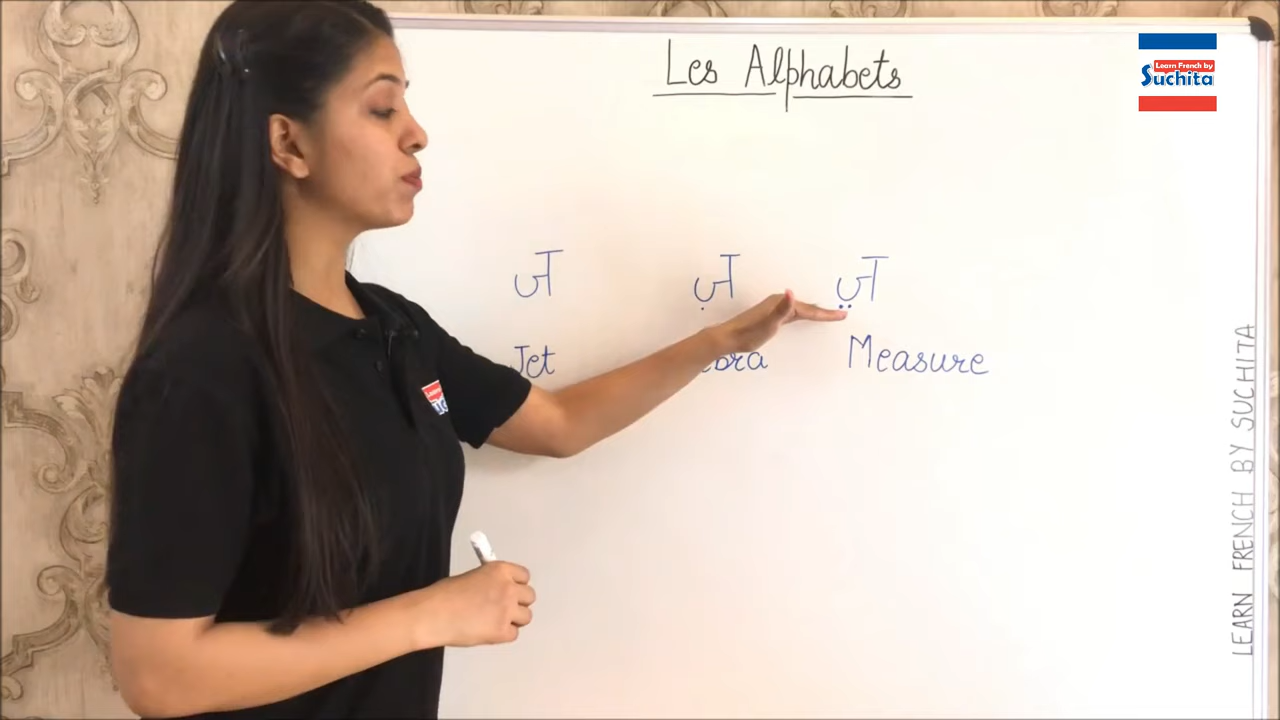 Les Alphabets
Learn French by
Suchita
ज ज़ ज़़
Jet Measure
LEARN FRENCH BY SUCHITA